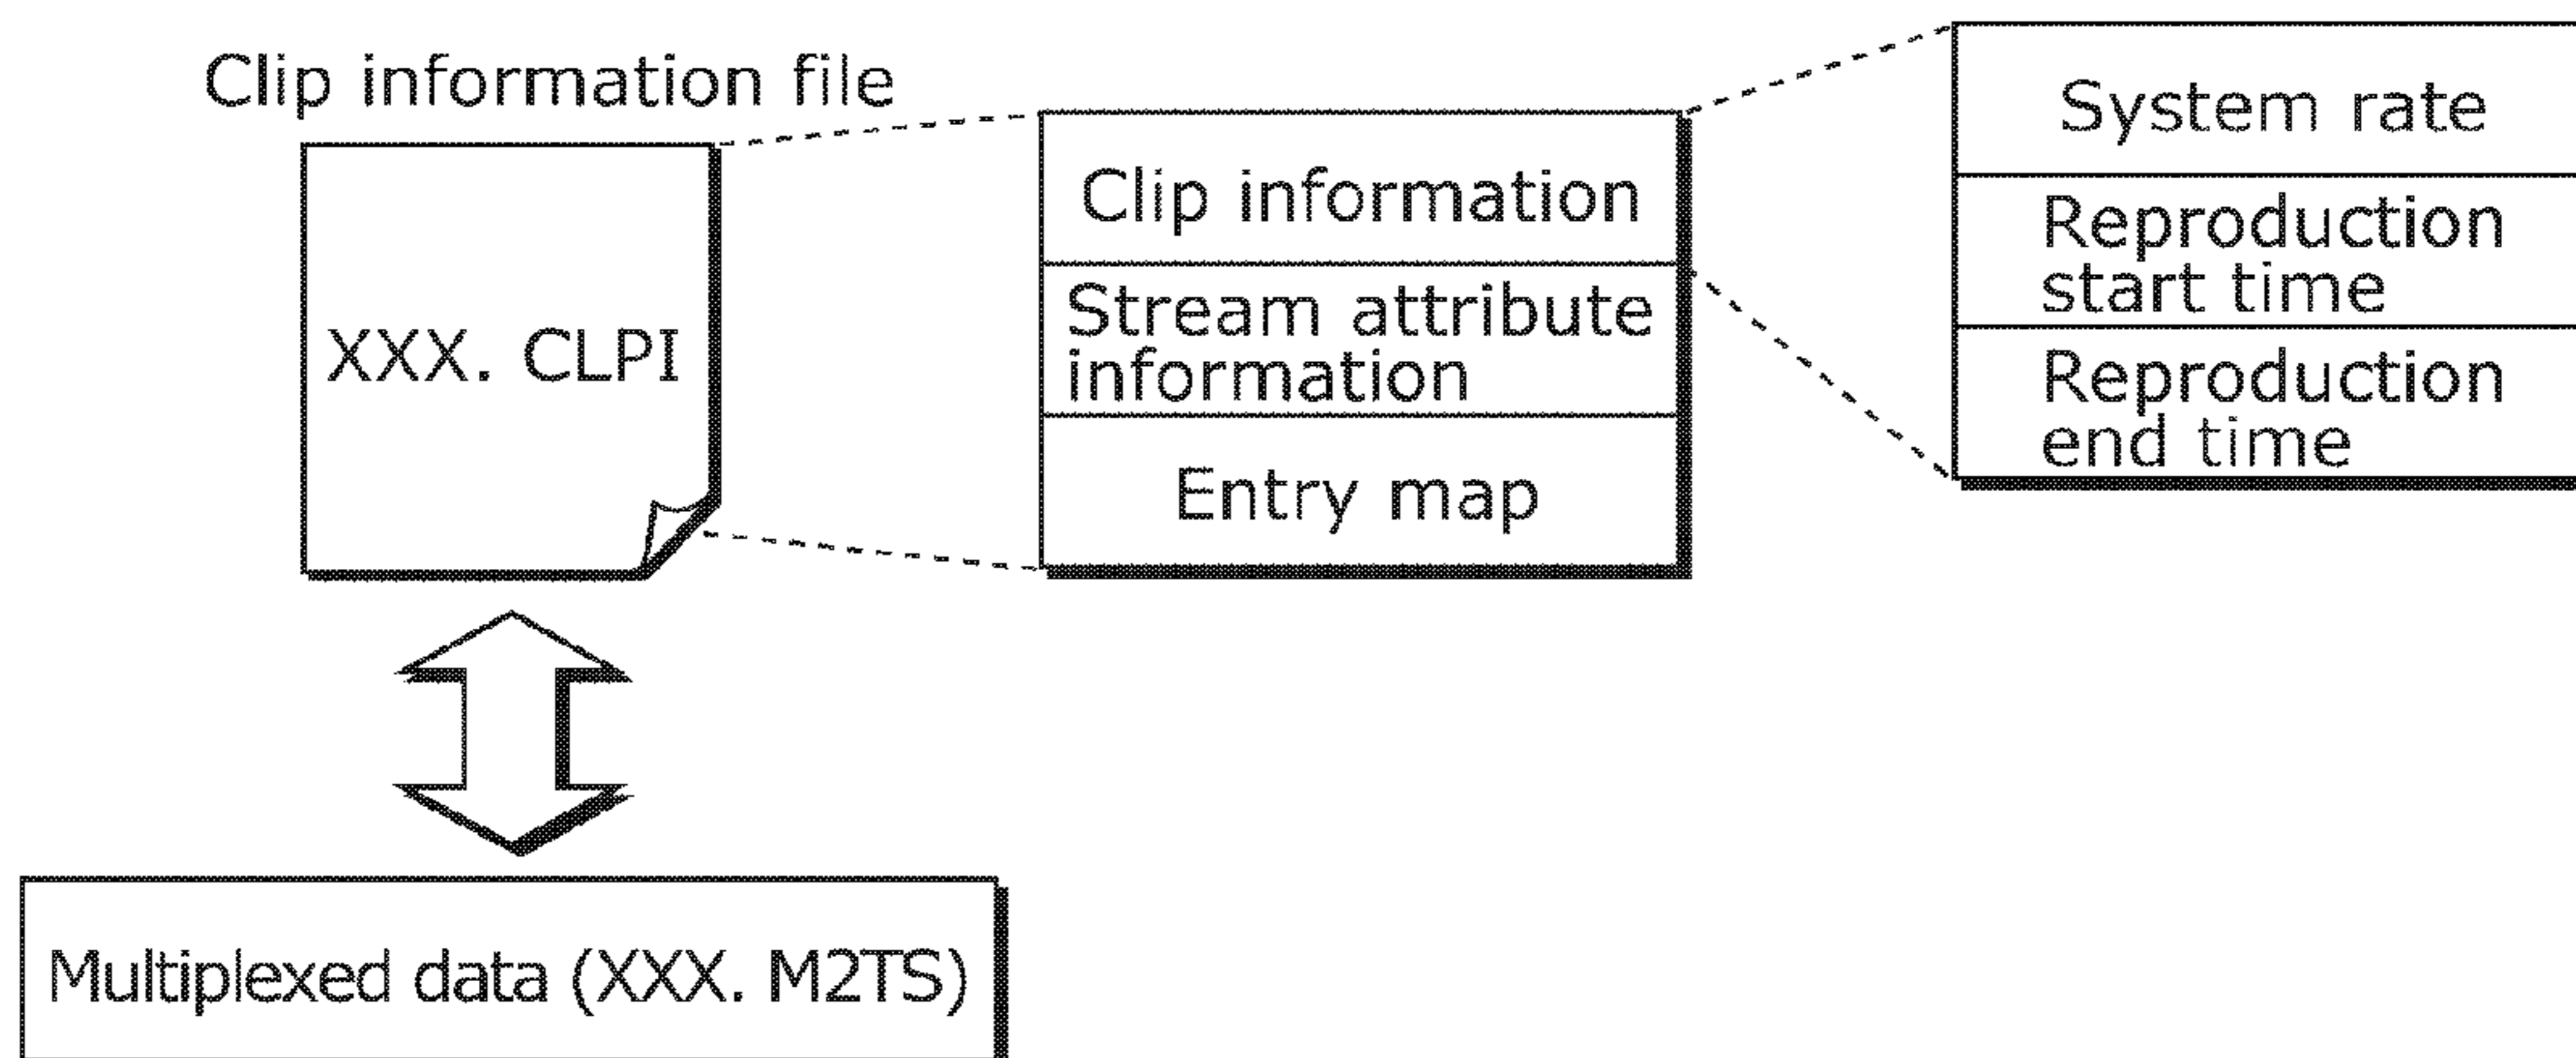 Clip information file
XXX. CLPI
Clip information
Stream attribute
information
Entry map
System rate
Reproduction
start time
Reproduction
end time
Multiplexed data (XXX. M2TS)